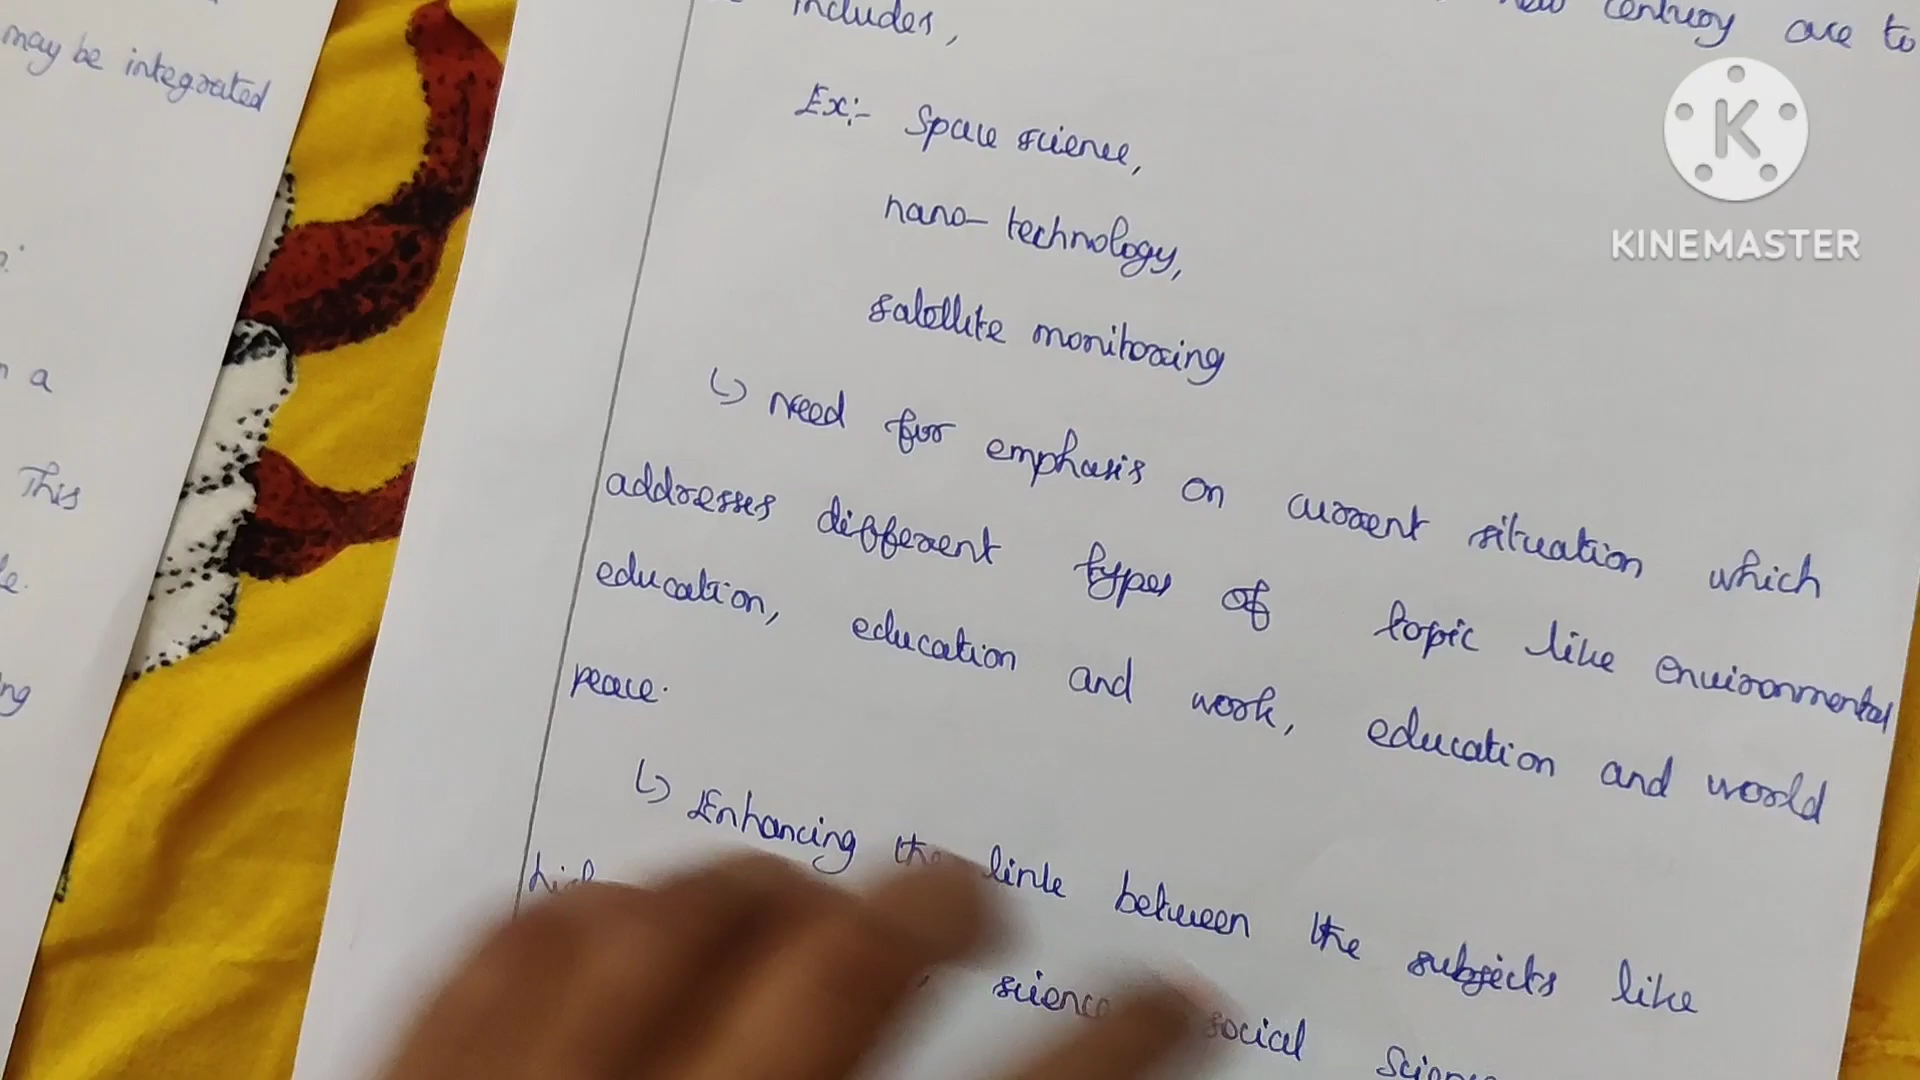 may be integrated
a
This
includes,
new century are to
Ex:- Space science,
nano- technology,
satellite monitoring
↳ need for emphasis on current situation which
addresses different types of topic like environmental
education, education and work, education and world
peace.
↳ Enhancing the link between the subjects like
science social
K
KINEMASTER